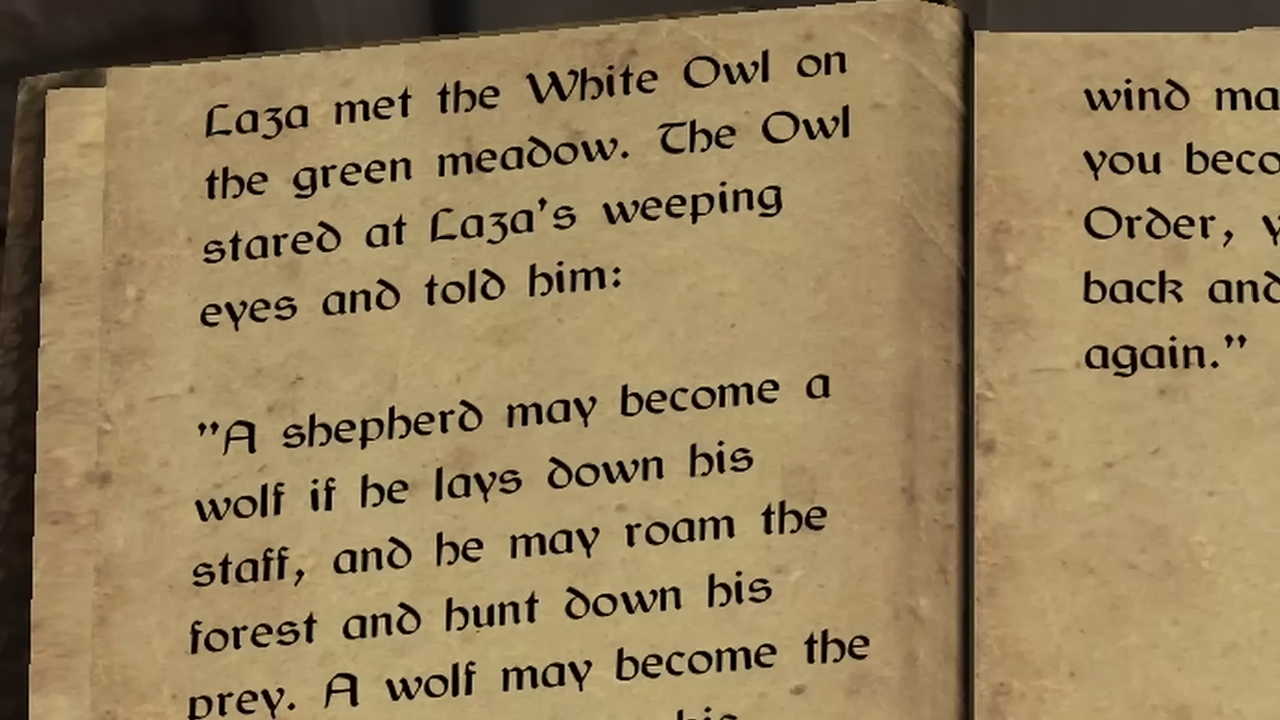 Laza met the White Owl on
the green meadow. The Owl
stared at Laza's weeping
eyes and told him:
"A shepherd may become a
wolf if he lays down his
staff, and he may roam the
forest and hunt down his
prey. A wolf may become the
his
wind ma
you beco
Order, y
back and
again."